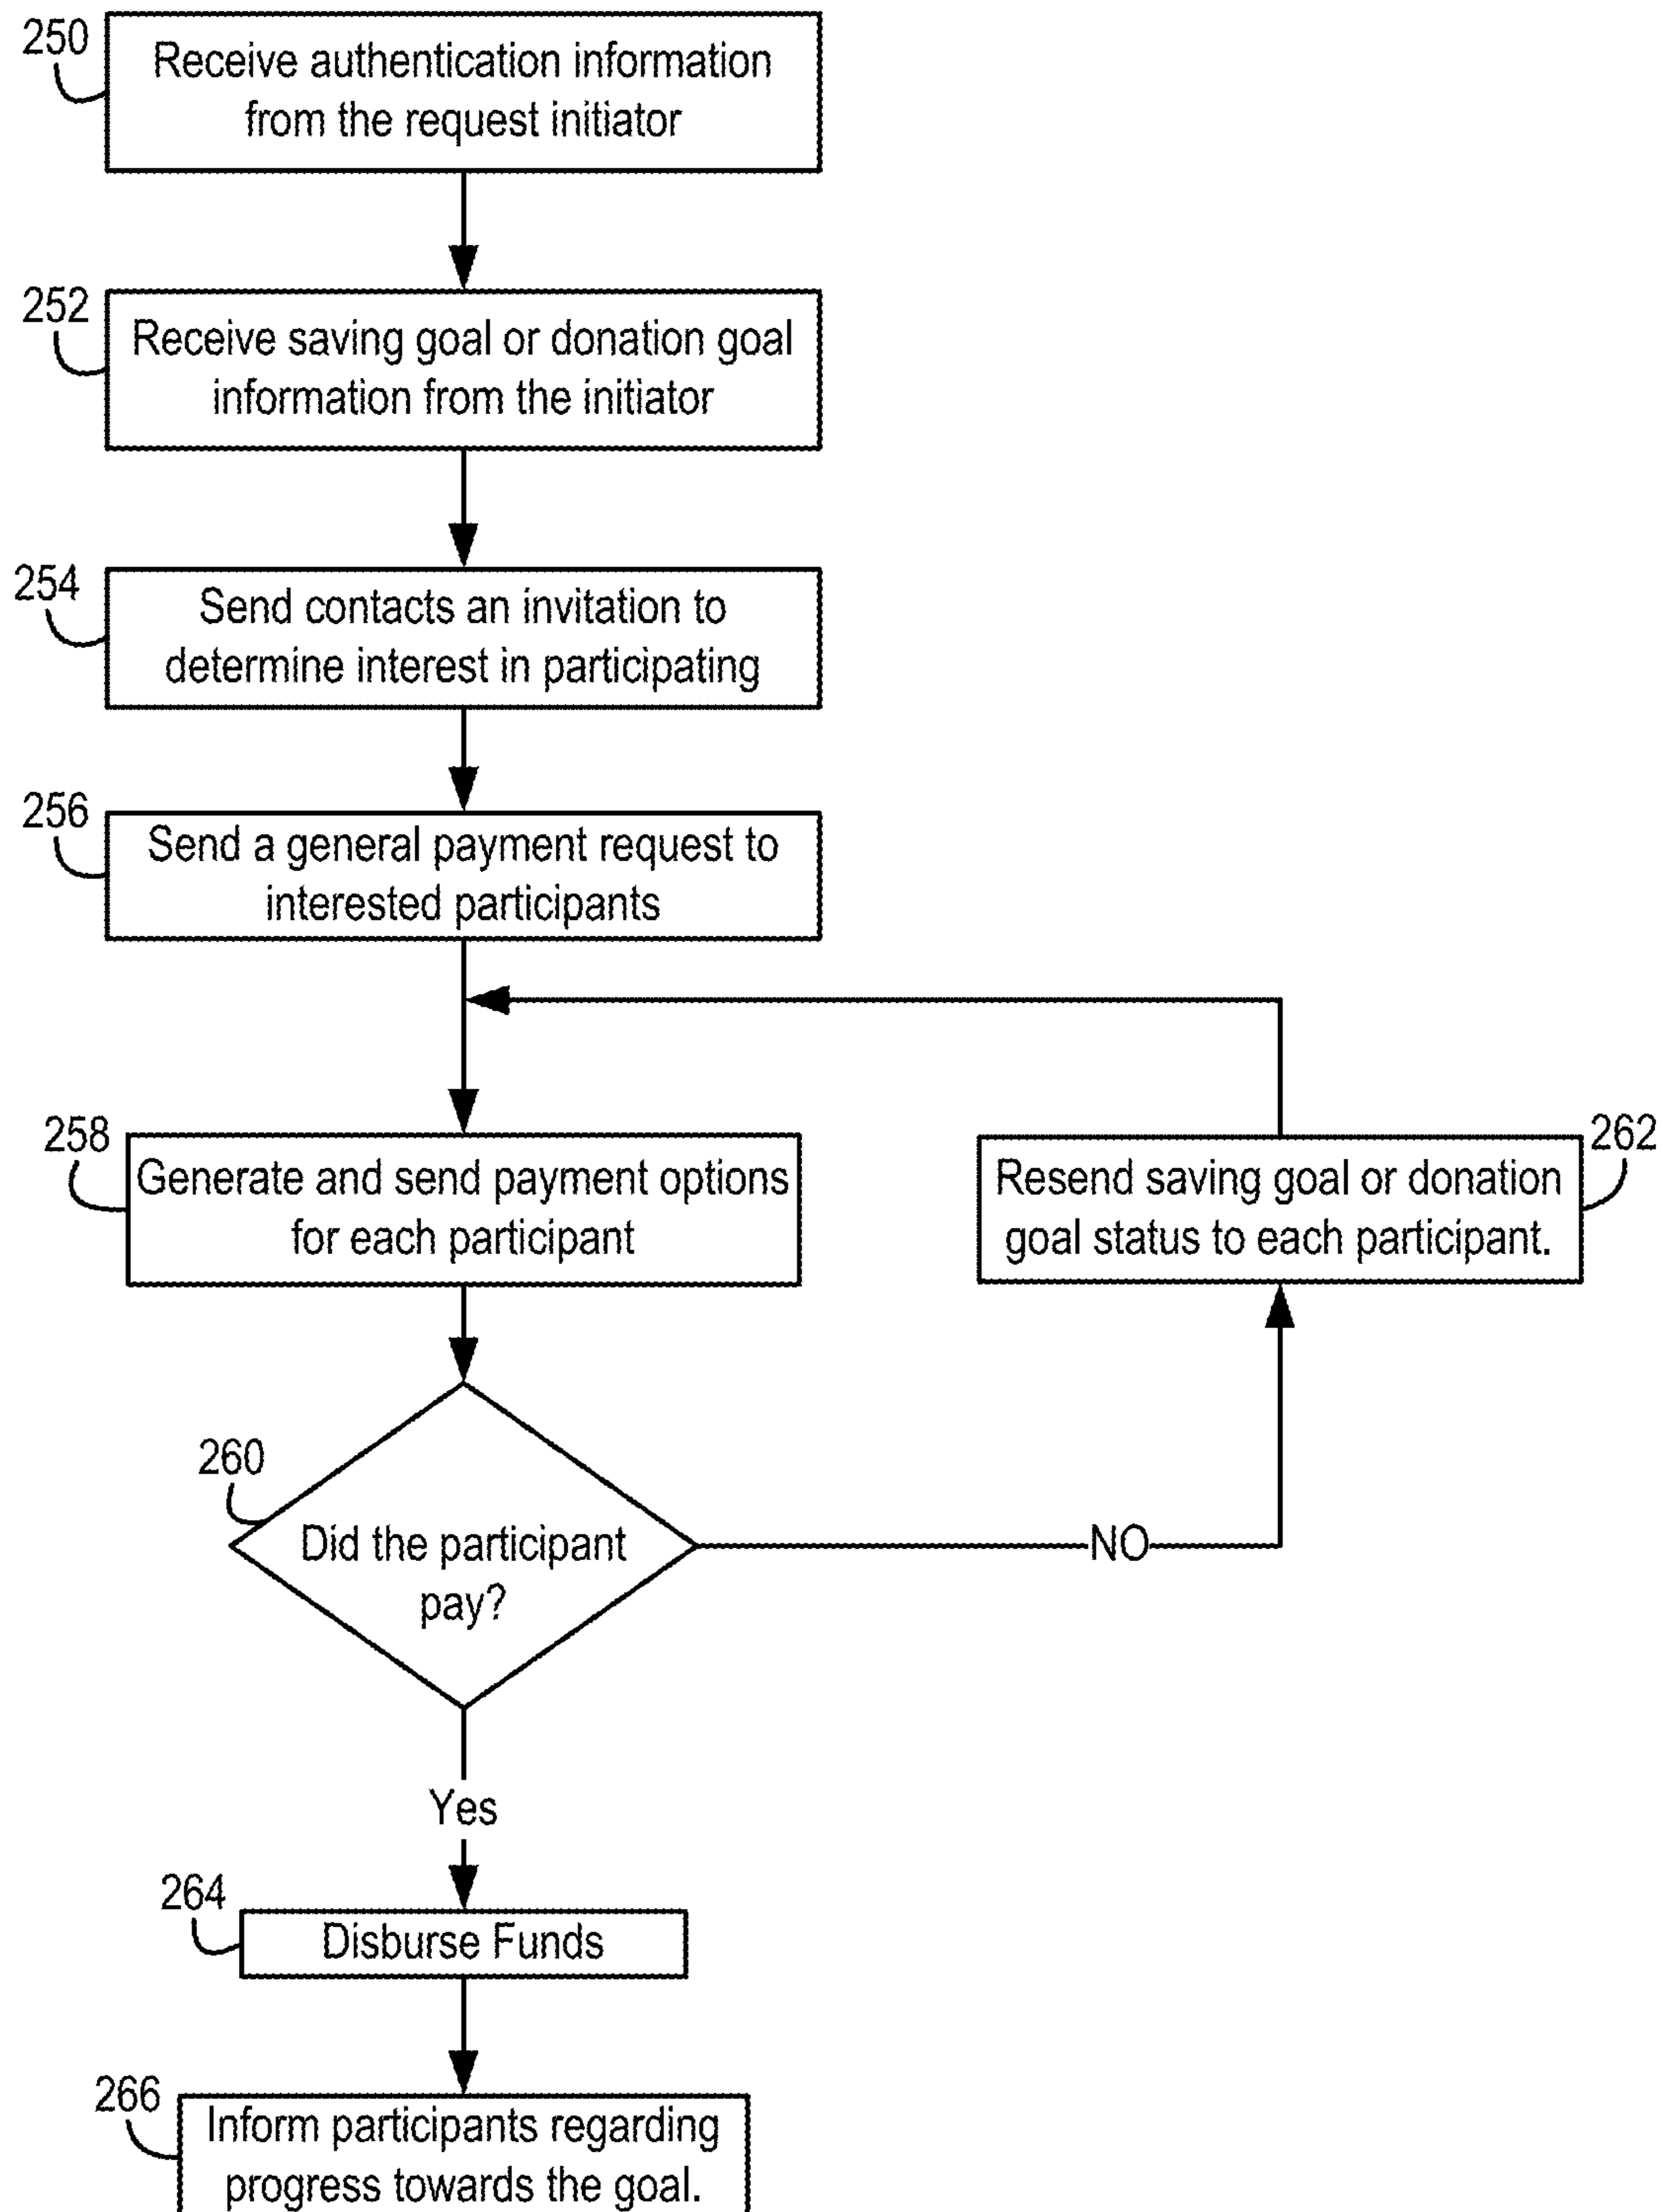 250
Receive authentication information
from the request initiator
252
Receive saving goal or donation goal
information from the initiator
254
Send contacts an invitation to
determine interest in participating
256
Send a general payment request to
interested participants
258
Generate and send payment options
for each participant
262
Resend saving goal or donation
goal status to each participant.
260
Did the participant
pay?
NO
Yes
264
Disburse Funds
266
Inform participants regarding
progress towards the goal.